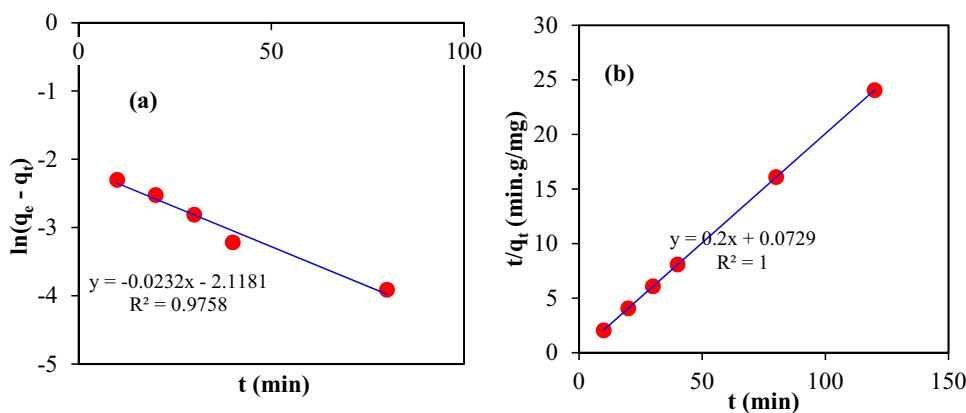 0
0
50
100
-1
-2
-3
-4
-5
(a)
ln(qₑ - qₜ)
y = -0.0232x - 2.1181
R² = 0.9758
t (min)
30
25
20
15
10
5
0
(b)
t/qₜ (min.g/mg)
y = 0.2x + 0.0729
R² = 1
0
50
100
150
t (min)